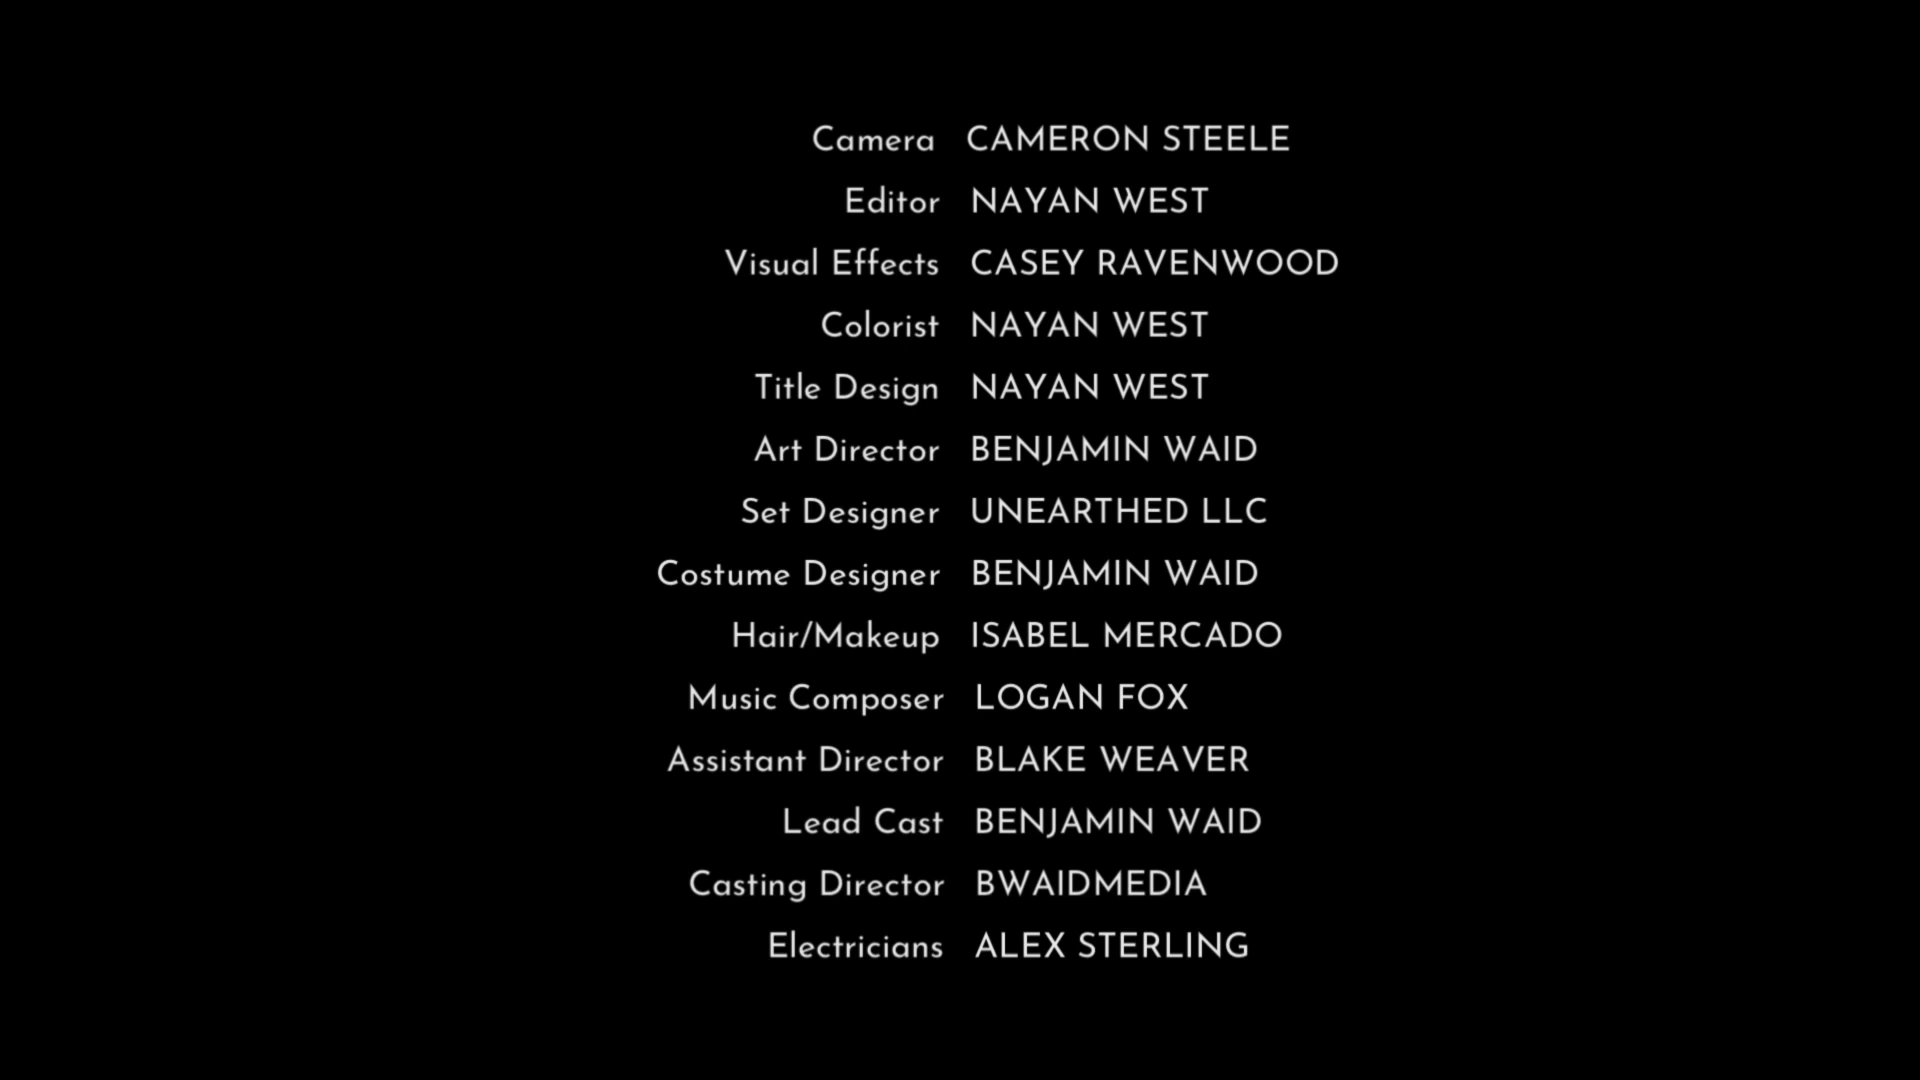 Camera CAMERON STEELE
Editor NAYAN WEST
Visual Effects CASEY RAVENWOOD
Colorist NAYAN WEST
Title Design NAYAN WEST
Art Director BENJAMIN WAID
Set Designer UNEARTHED LLC
Costume Designer BENJAMIN WAID
Hair/Makeup ISABEL MERCADO
Music Composer LOGAN FOX
Assistant Director BLAKE WEAVER
Lead Cast BENJAMIN WAID
Casting Director BWAIDMEDIA
Electricians ALEX STERLING